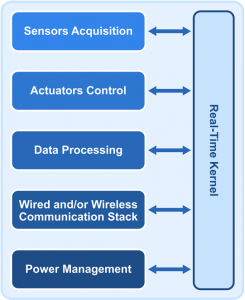 Sensors Acquisition
Actuators Control
Data Processing
Wired and/or Wireless
Communication Stack
Power Management
Real-Time Kernel